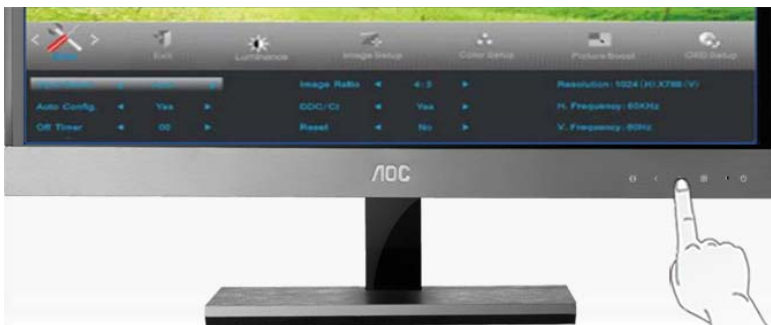 Exit
Luminance
Image Setup
Color Setup
Picture Boost
OSD Setup
Image Ratio 4:3
Resolution: 1024(H)X768(V)
Auto Config. Yes
DDC/CI Yes
H. Frequency: 65KHz
Off Timer 00
Reset No
V. Frequency: 60Hz
AOC